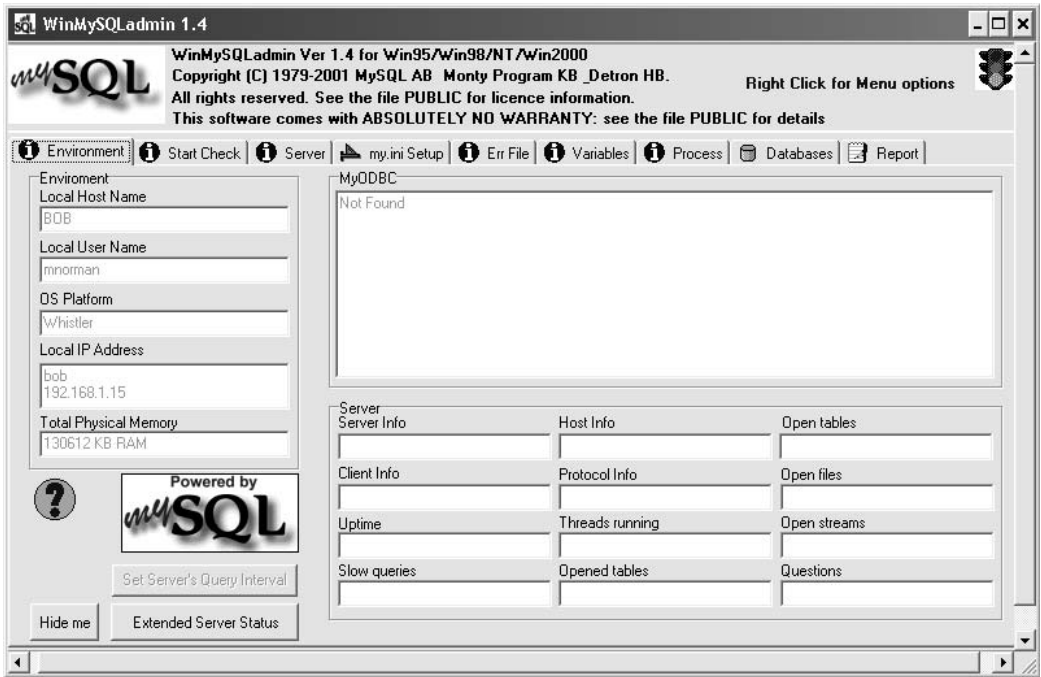 WinMySQLadmin 1.4
mySQL
WinMySQLadmin Ver 1.4 for Win95/Win98/NT/Win2000
Copyright (C) 1979-2001 MySQL AB Monty Program KB _Detron HB.
All rights reserved. See the file PUBLIC for licence information.
This software comes with ABSOLUTELY NO WARRANTY: see the file PUBLIC for details
Right Click for Menu options
Environment Start Check Server my.ini Setup Err File Variables Process Databases Report
Enviroment
Local Host Name
BOB
Local User Name
mnorman
OS Platform
Whistler
Local IP Address
bob
192.168.1.15
Total Physical Memory
130612 KB RAM
Powered by
mySQL
Set Server's Query Interval
Hide me
Extended Server Status
MyODBC
Not Found
Server
Server Info Host Info Open tables
Client Info Protocol Info Open files
Uptime Threads running Open streams
Slow queries Opened tables Questions